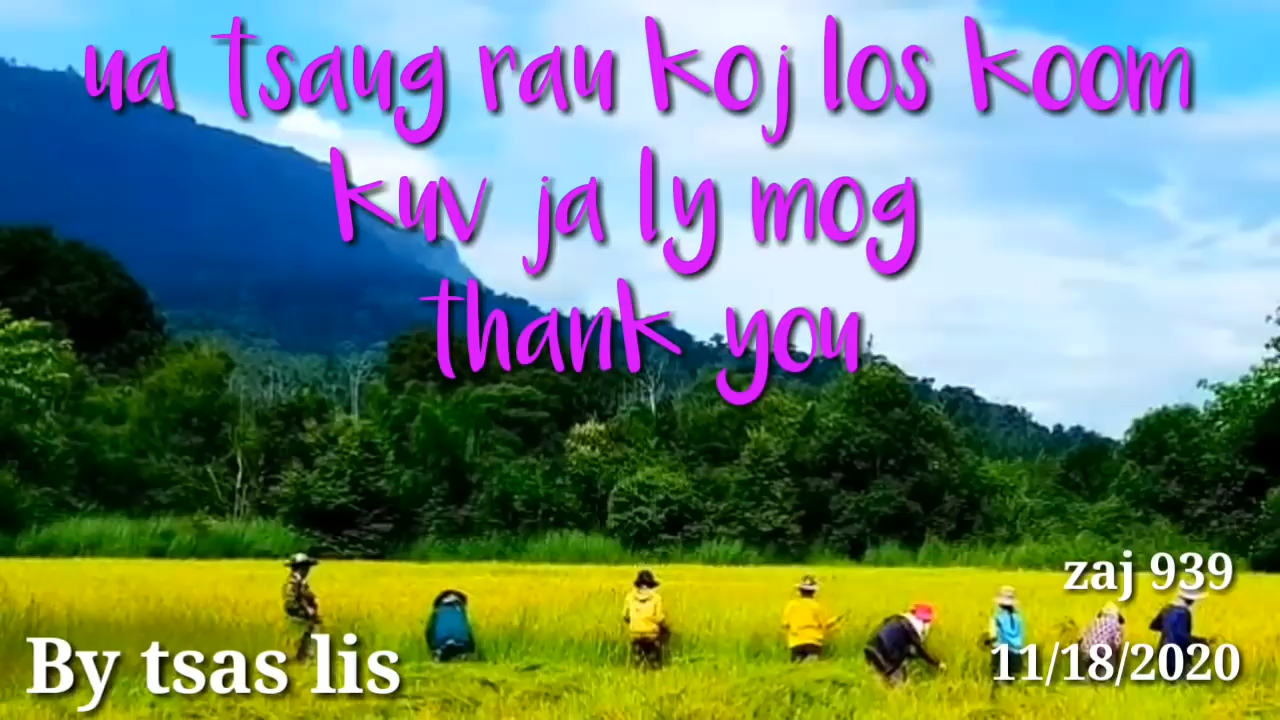 ua tsaug rau koj los koom
kuv ja ly mog
thank you
zaj 939
By tsas lis
11/18/2020